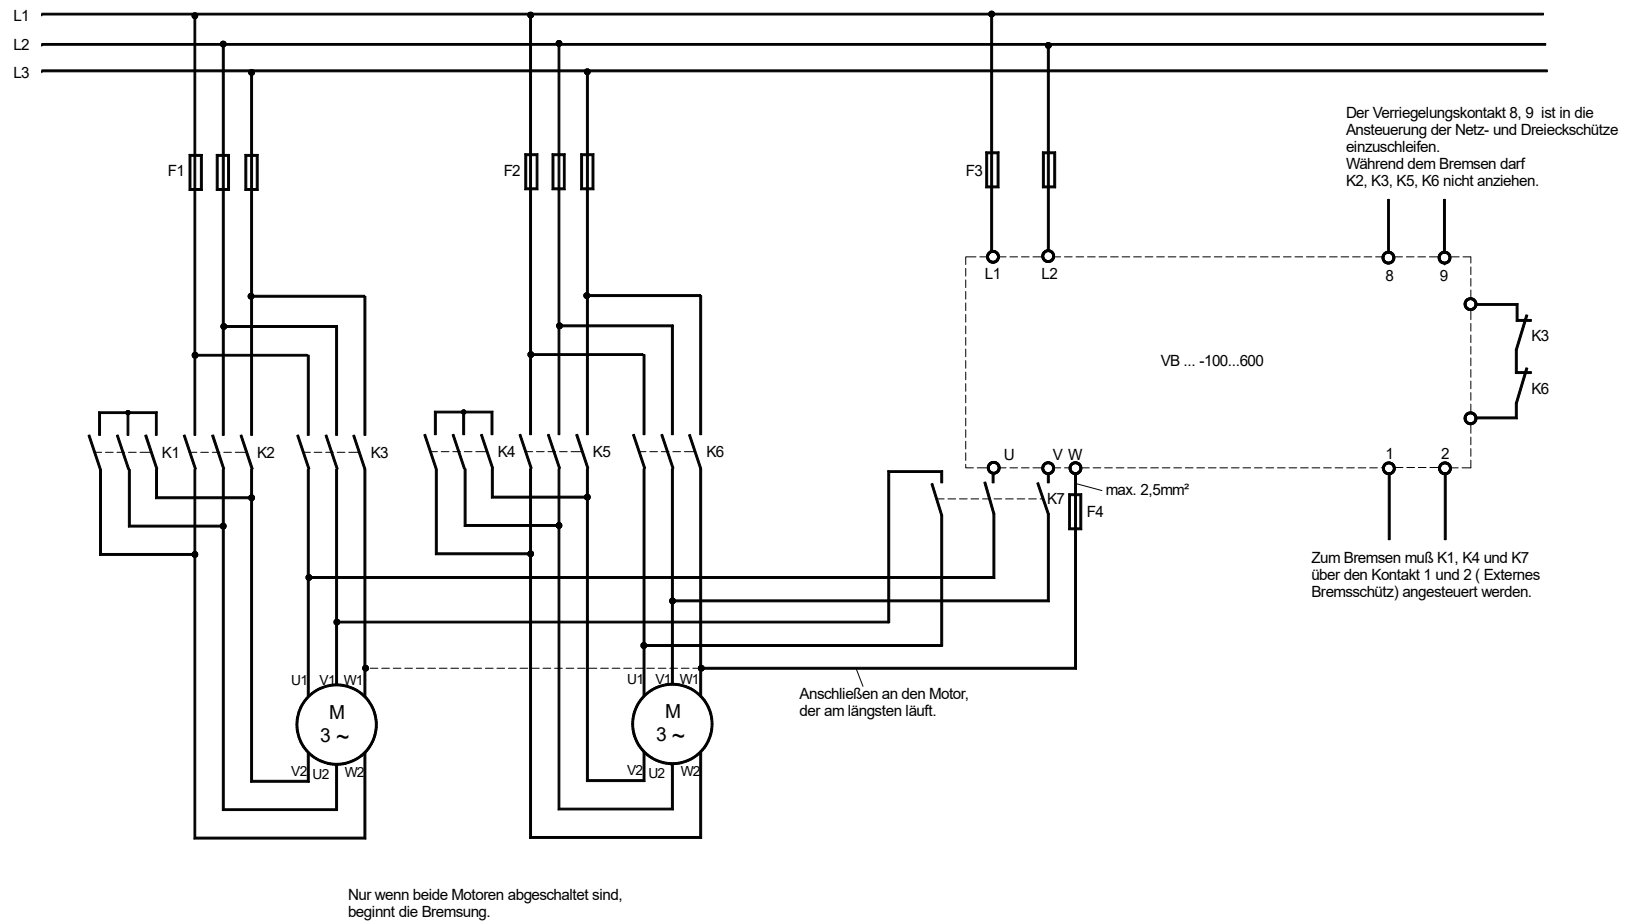 L1
L2
L3
Der Verriegelungskontakt 8, 9 ist in die
Ansteuerung der Netz- und Dreieckschütze
einzuschleifen.
Während dem Bremsen darf
K2, K3, K5, K6 nicht anziehen.
F1
F2
F3
L1
L2
8
9
K3
VB ... -100...600
K6
K1
K2
K3
K4
K5
K6
U
V
W
1
2
max. 2,5mm²
K7
F4
Zum Bremsen muß K1, K4 und K7
über den Kontakt 1 und 2 ( Externes
Bremsschütz) angesteuert werden.
U1
V1
W1
U1
V1
W1
Anschließen an den Motor,
der am längsten läuft.
M
3 ~
M
3 ~
V2
U2
W2
V2
U2
W2
Nur wenn beide Motoren abgeschaltet sind,
beginnt die Bremsung.